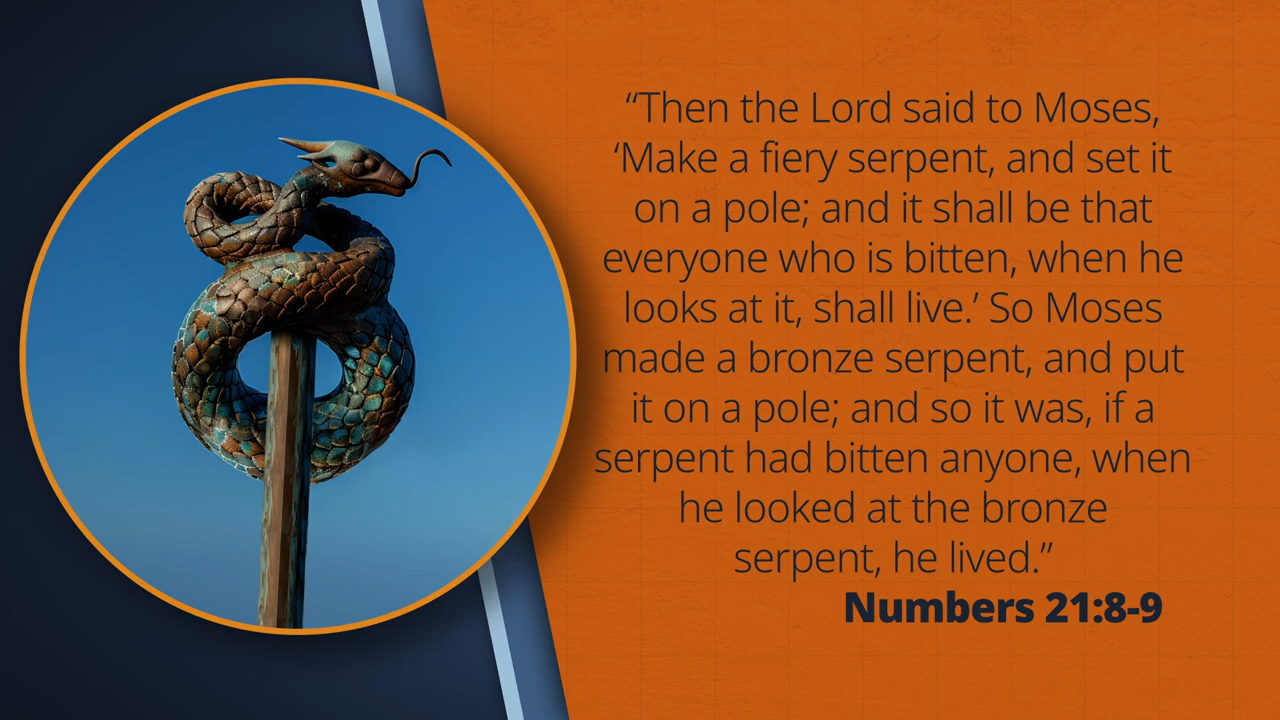 “Then the Lord said to Moses,
‘Make a fiery serpent, and set it
on a pole; and it shall be that
everyone who is bitten, when he
looks at it, shall live.’ So Moses
made a bronze serpent, and put
it on a pole; and so it was, if a
serpent had bitten anyone, when
he looked at the bronze
serpent, he lived.”
Numbers 21:8-9